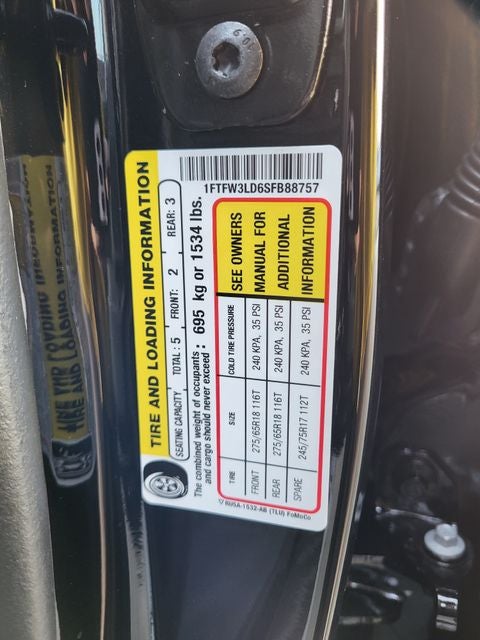 1FTFW3LD6SFB88757
TIRE AND LOADING INFORMATION
SEATING CAPACITY TOTAL : 5 FRONT: 2 REAR: 3
The combined weight of occupants
and cargo should never exceed : 695 kg or 1534 lbs.
TIRE SIZE COLD TIRE PRESSURE SEE OWNERS
FRONT 275/65R18 116T 240 KPA, 35 PSI MANUAL FOR
REAR 275/65R18 116T 240 KPA, 35 PSI ADDITIONAL
SPARE 245/75R17 112T 240 KPA, 35 PSI INFORMATION